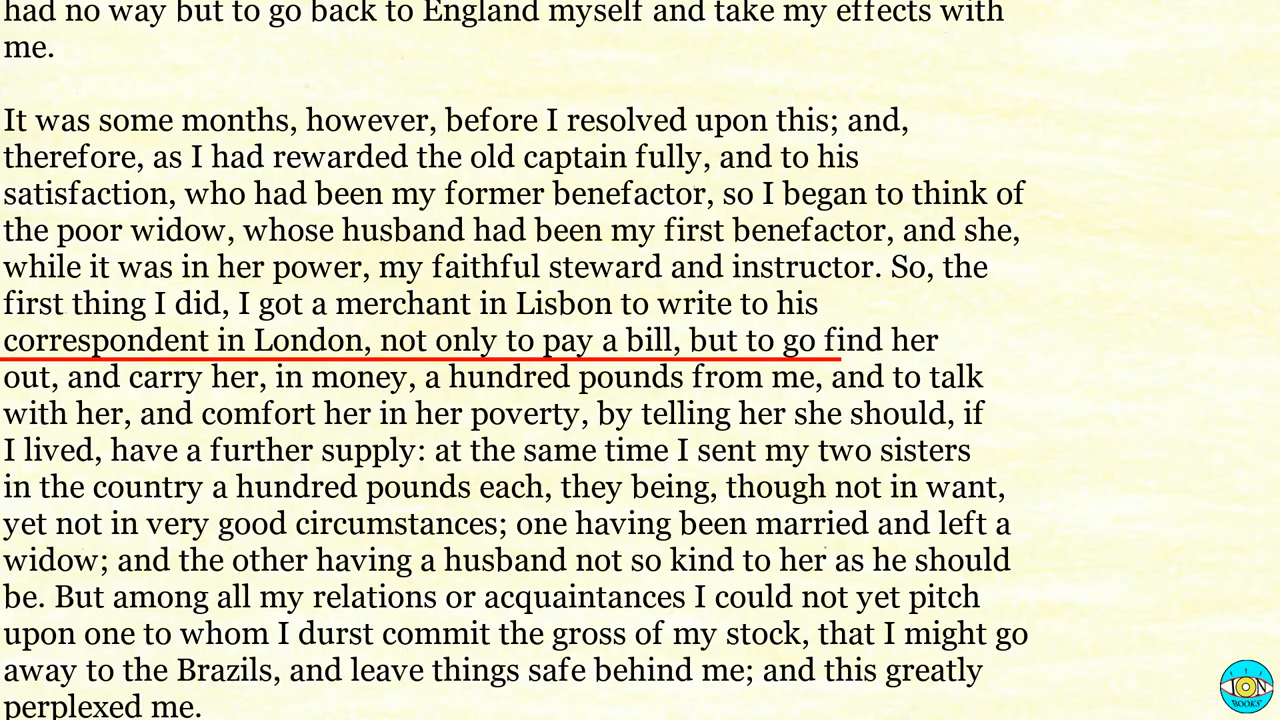 had no way but to go back to England myself and take my effects with
me.
It was some months, however, before I resolved upon this; and,
therefore, as I had rewarded the old captain fully, and to his
satisfaction, who had been my former benefactor, so I began to think of
the poor widow, whose husband had been my first benefactor, and she,
while it was in her power, my faithful steward and instructor. So, the
first thing I did, I got a merchant in Lisbon to write to his
correspondent in London, not only to pay a bill, but to go find her
out, and carry her, in money, a hundred pounds from me, and to talk
with her, and comfort her in her poverty, by telling her she should, if
I lived, have a further supply: at the same time I sent my two sisters
in the country a hundred pounds each, they being, though not in want,
yet not in very good circumstances; one having been married and left a
widow; and the other having a husband not so kind to her as he should
be. But among all my relations or acquaintances I could not yet pitch
upon one to whom I durst commit the gross of my stock, that I might go
away to the Brazils, and leave things safe behind me; and this greatly
perplexed me.
ION
BOOKS